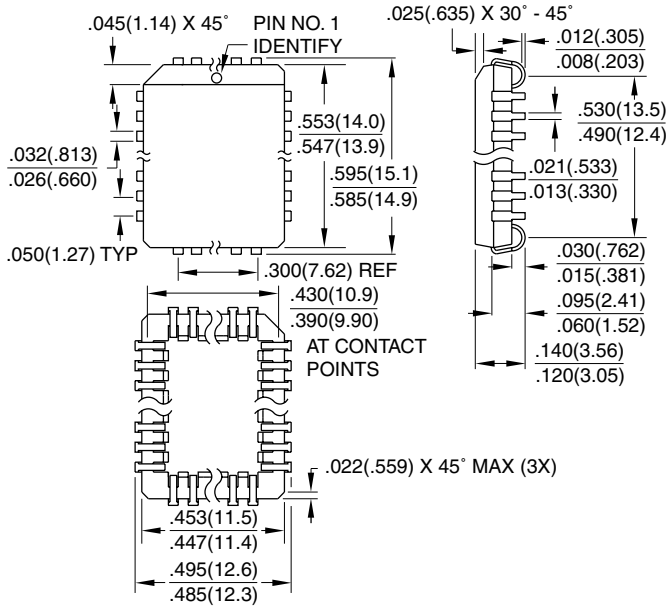 .045(1.14) X 45˚
PIN NO. 1
IDENTIFY
.025(.635) X 30˚ - 45˚
.012(.305)
.008(.203)
.553(14.0)
.547(13.9)
.595(15.1)
.585(14.9)
.032(.813)
.026(.660)
.050(1.27) TYP
.530(13.5)
.490(12.4)
.021(.533)
.013(.330)
.300(7.62) REF
.430(10.9)
.390(9.90)
AT CONTACT
POINTS
.030(.762)
.015(.381)
.095(2.41)
.060(1.52)
.140(3.56)
.120(3.05)
.022(.559) X 45˚ MAX (3X)
.453(11.5)
.447(11.4)
.495(12.6)
.485(12.3)